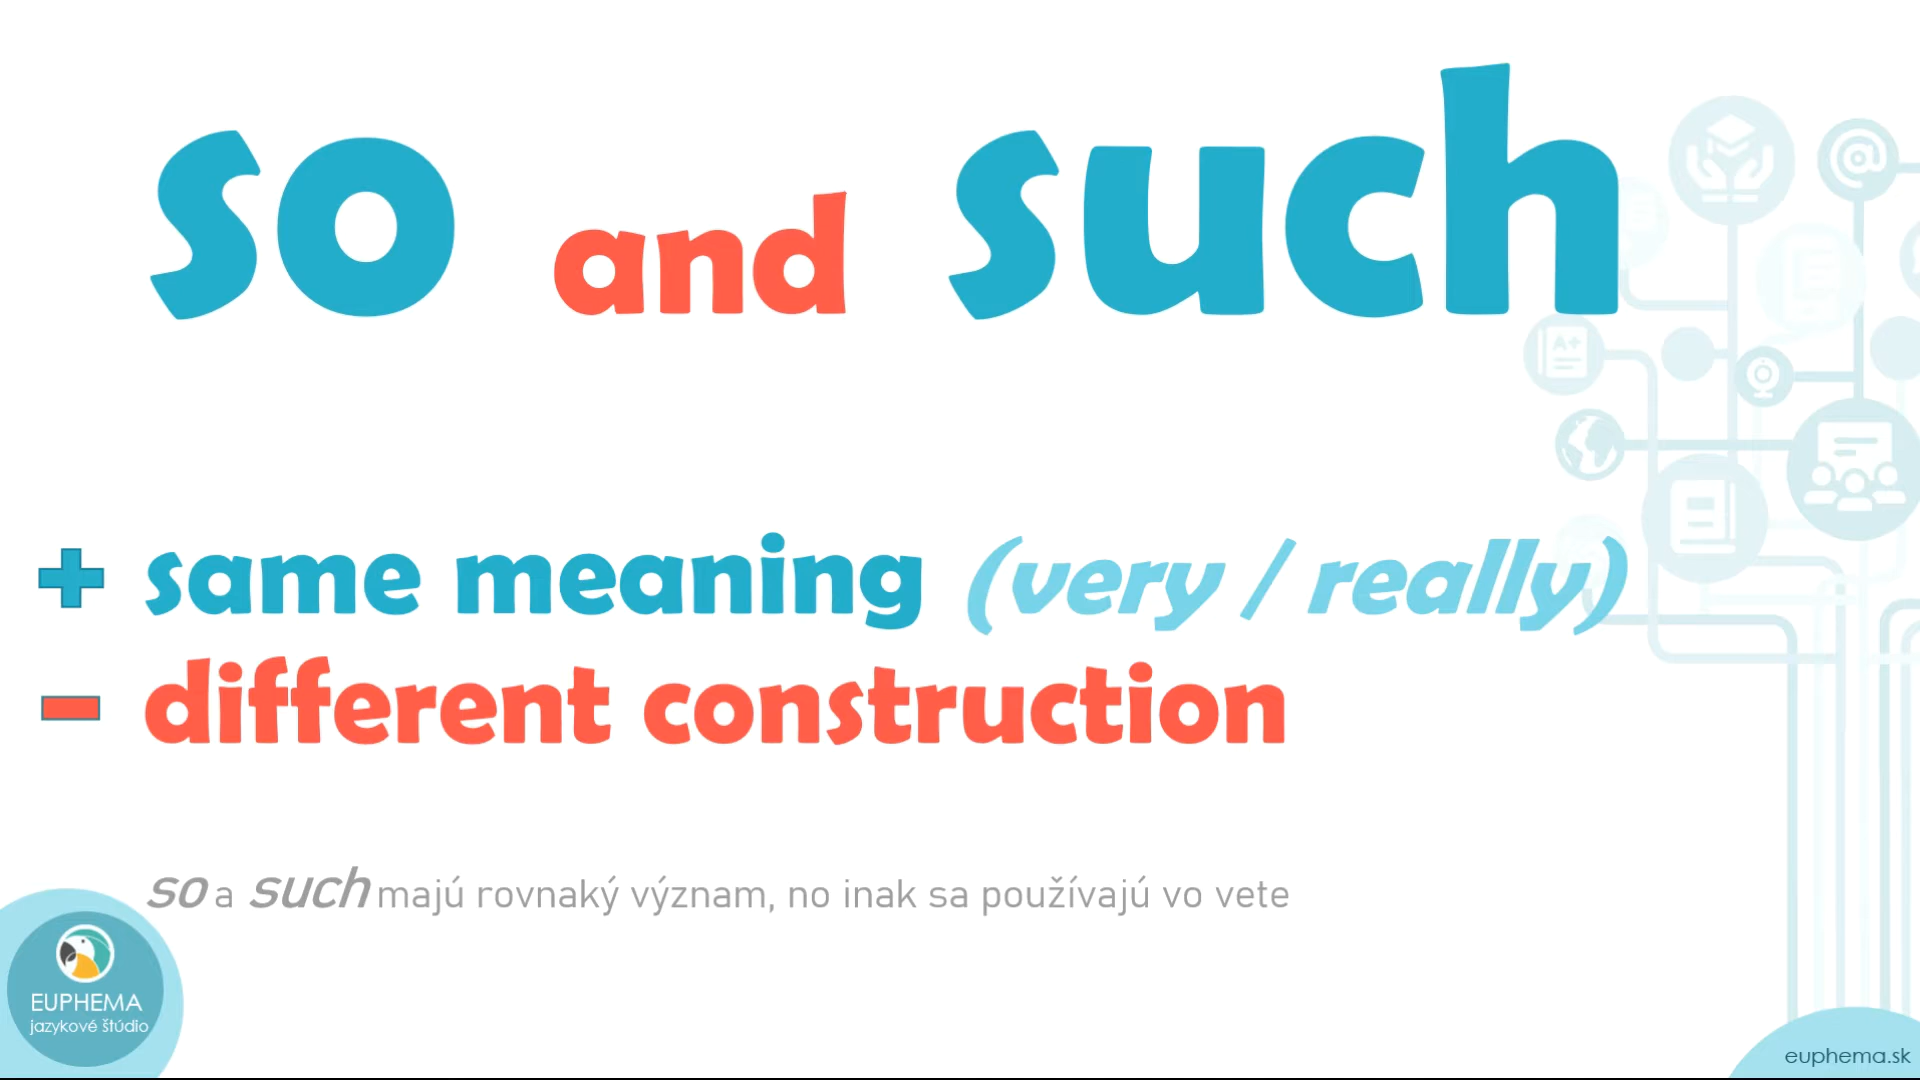 so and such
same meaning (very / really)
different construction
so a such majú rovnaký význam, no inak sa používajú vo vete
EUPHEMA
jazykové štúdio
euphema.sk
A+
@